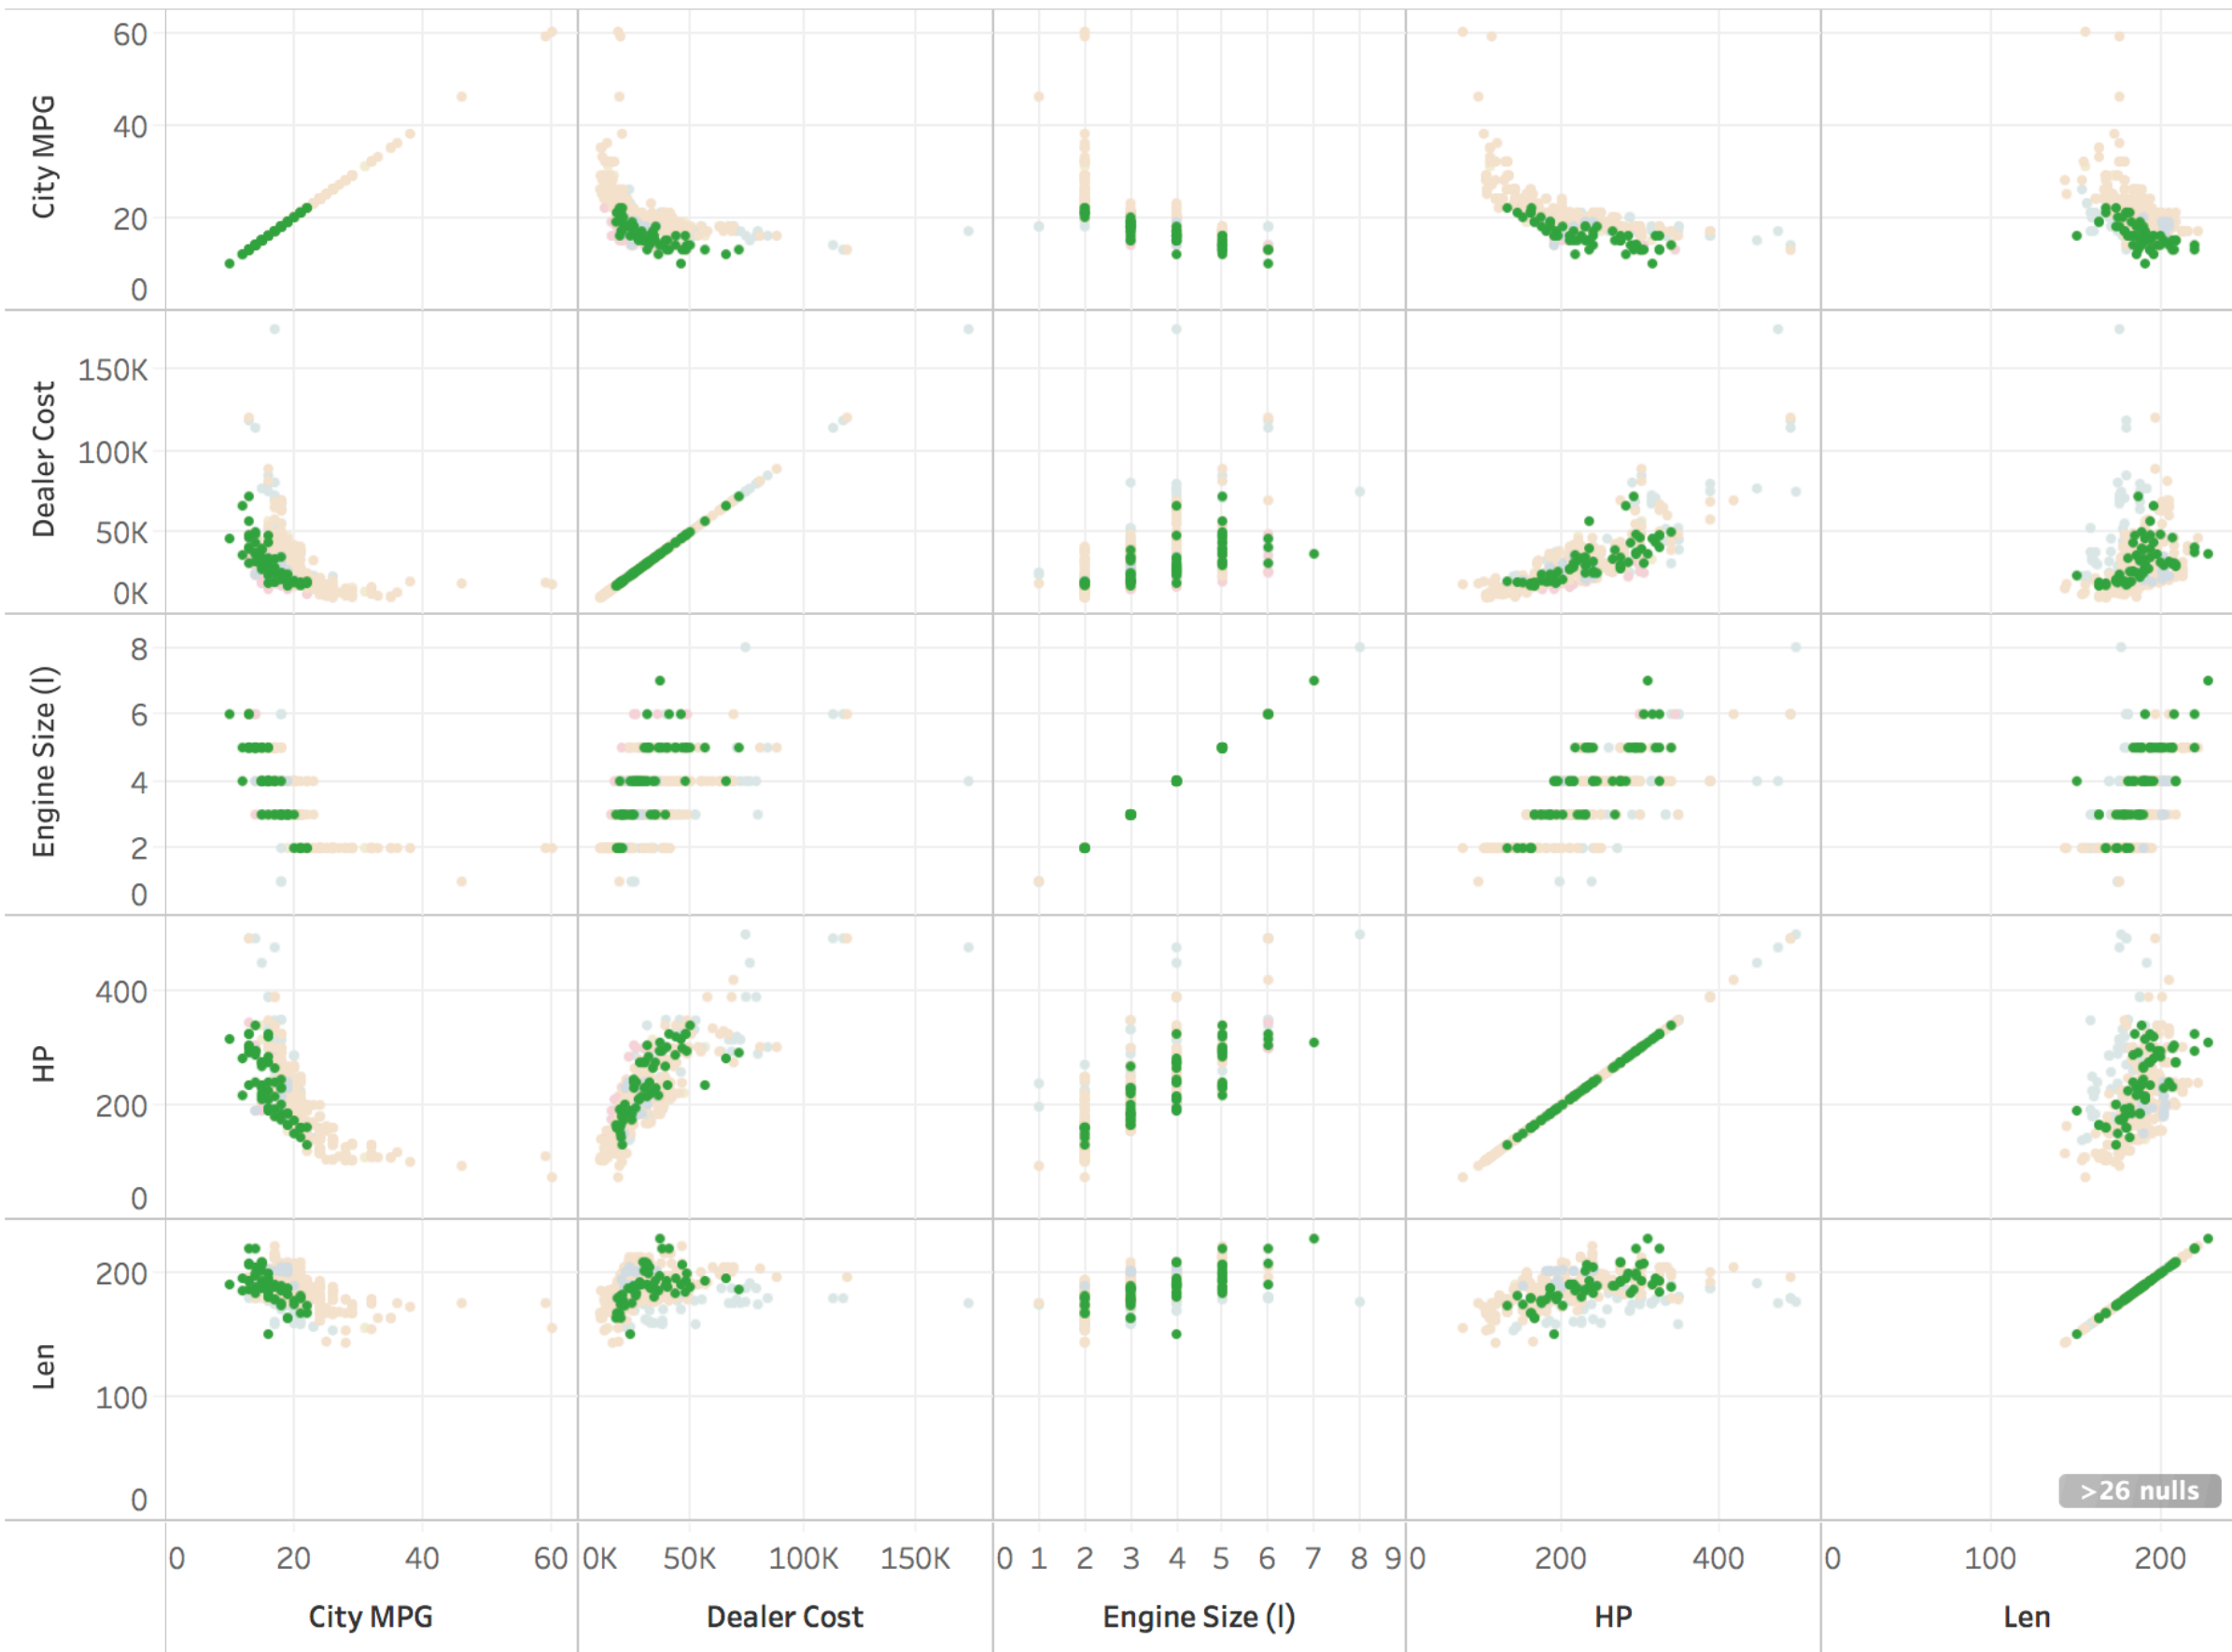 60
40
20
0
City MPG
150K
100K
50K
0K
Dealer Cost
8
6
4
2
0
Engine Size (l)
400
200
0
HP
200
100
0
Len
>26 nulls
0 20 40 60 0K 50K 100K 150K 0 1 2 3 4 5 6 7 8 9 0 200 400 0 100 200
City MPG Dealer Cost Engine Size (l) HP Len